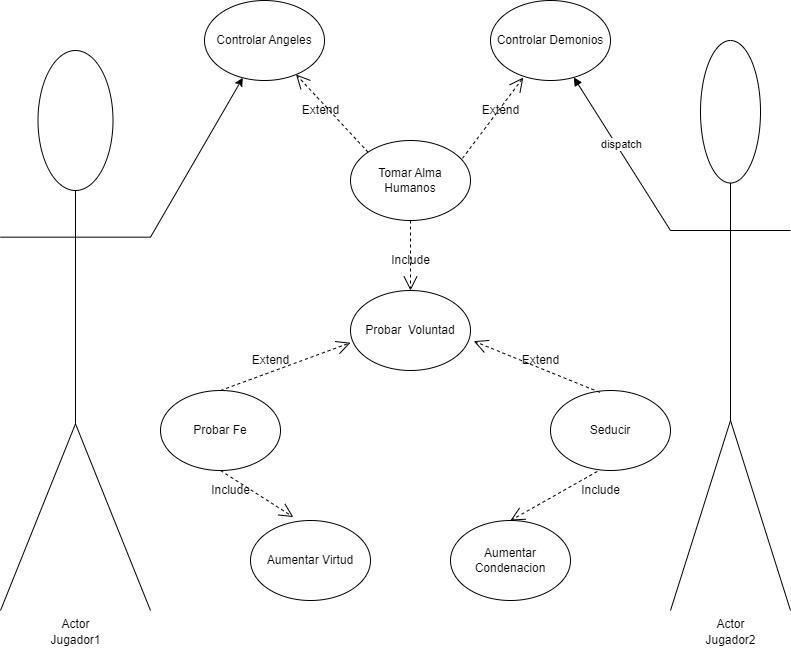 Controlar Angeles
Controlar Demonios
Extend
Extend
dispatch
Tomar Alma
Humanos
Include
Probar  Voluntad
Extend
Extend
Probar Fe
Seducir
Include
Include
Aumentar Virtud
Aumentar
Condenacion
Actor
Jugador1
Actor
Jugador2